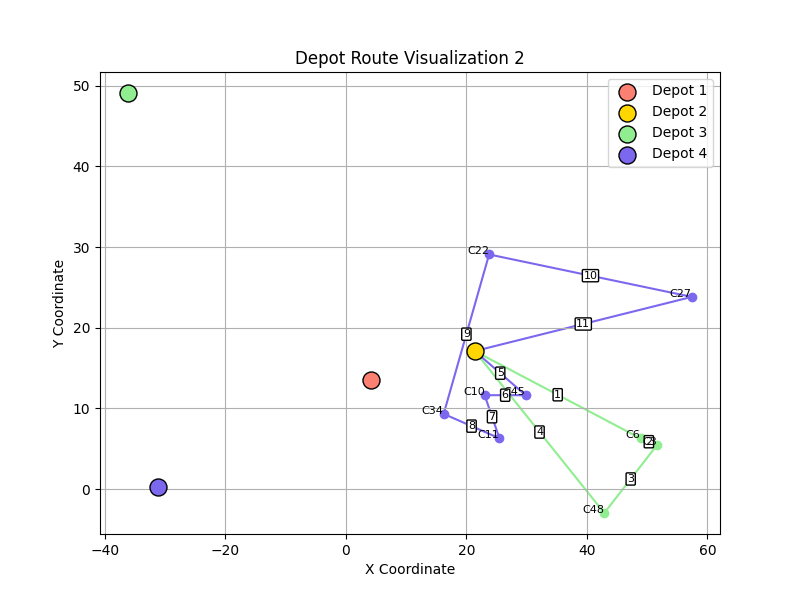 Depot Route Visualization 2
Depot 1
Depot 2
Depot 3
Depot 4
50
40
30
20
10
0
Y Coordinate
C22
10
C27
11
9
5
C10
6
C45
1
C34
7
8
C11
4
C6
2
3
C48
−40
−20
0
20
40
60
X Coordinate